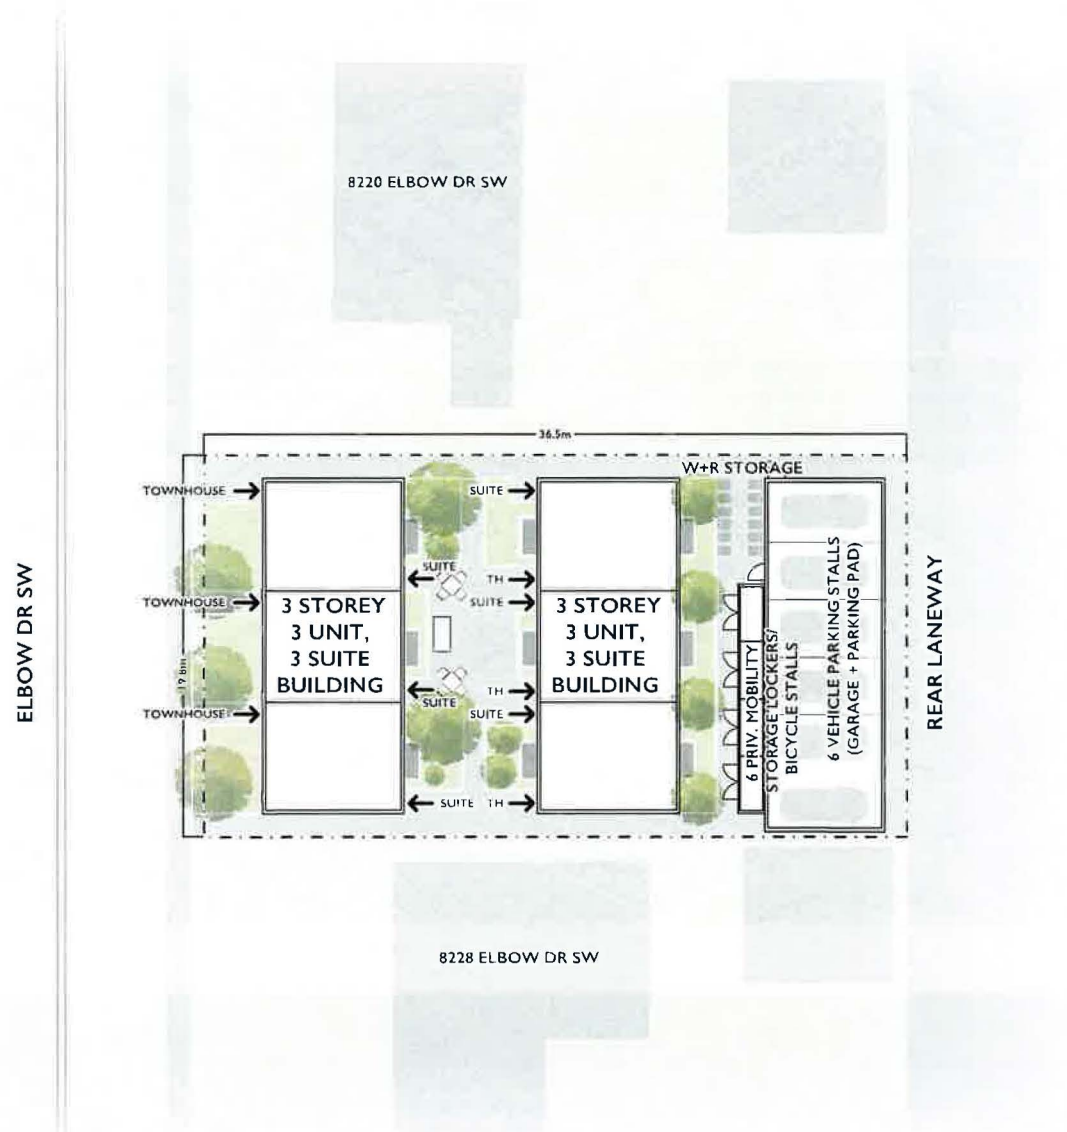 8220 ELBOW DR SW
36.5m
W+R STORAGE
TOWNHOUSE
SUITE
SUITE
TH
TOWNHOUSE
SUITE
3 STOREY
3 UNIT,
3 SUITE
BUILDING
3 STOREY
3 UNIT,
3 SUITE
BUILDING
TH
SUITE
TOWNHOUSE
SUITE
SUITE
TH
ELBOW DR SW
6 PRIV. MOBILITY
STORAGE LOCKERS/
BICYCLE STALLS
6 VEHICLE PARKING STALLS
(GARAGE + PARKING PAD)
REAR LANEWAY
8228 ELBOW DR SW